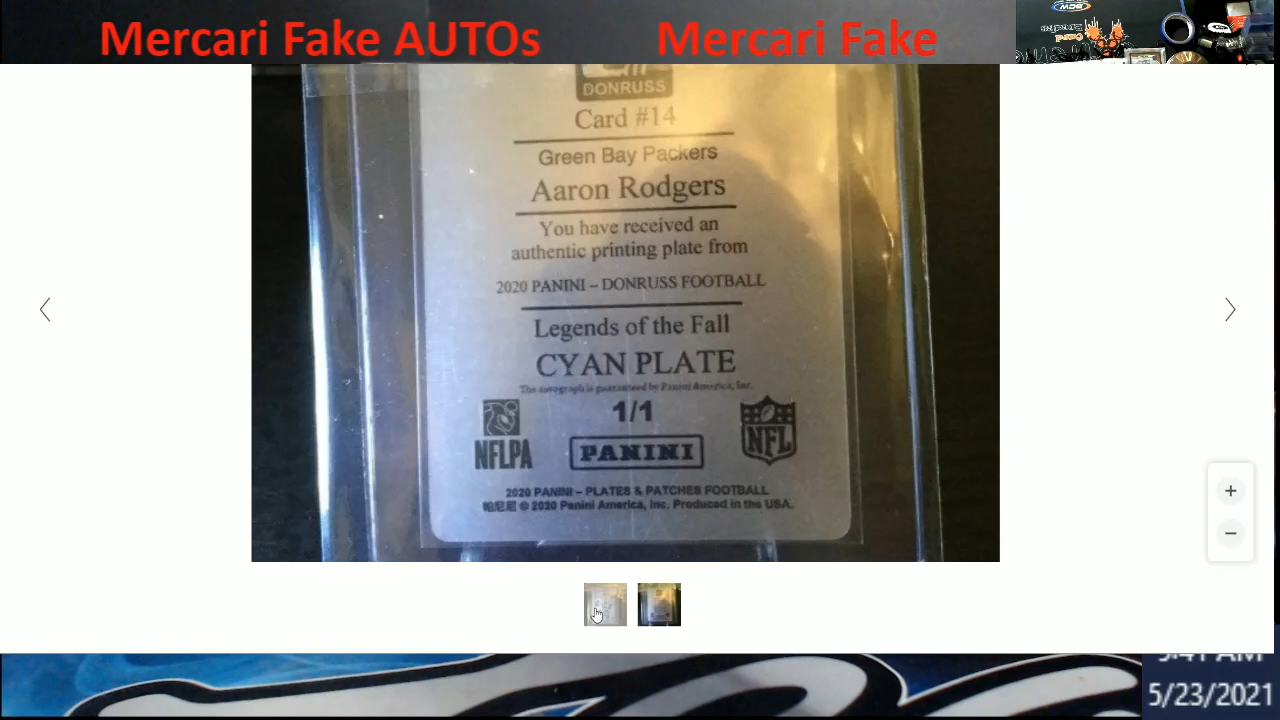 Mercari Fake AUTOs Mercari Fake
DONRUSS
Card #14
Green Bay Packers
Aaron Rodgers
You have received an
authentic printing plate from
2020 PANINI – DONRUSS FOOTBALL
Legends of the Fall
CYAN PLATE
The autograph is guaranteed by Panini America, Inc.
1/1
NFLPA
PANINI
NFL
2020 PANINI – PLATES & PATCHES FOOTBALL
帕尼尼 © 2020 Panini America, Inc. Produced in the USA.
5/23/2021